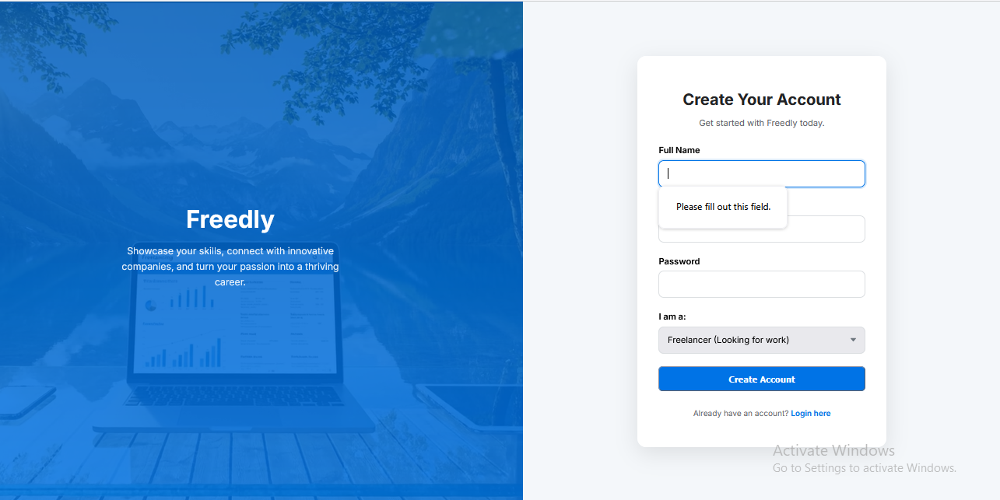 Freedly
Showcase your skills, connect with innovative
companies, and turn your passion into a thriving
career.
Create Your Account
Get started with Freedly today.
Full Name
Please fill out this field.
Password
I am a:
Freelancer (Looking for work)
Create Account
Already have an account? Login here
Activate Windows
Go to Settings to activate Windows.